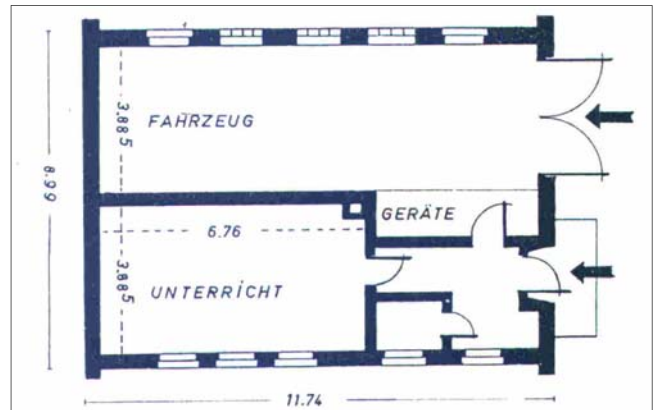 FAHRZEUG
3.885
8.99
GERÄTE
6.76
3.885
UNTERRICHT
11.74